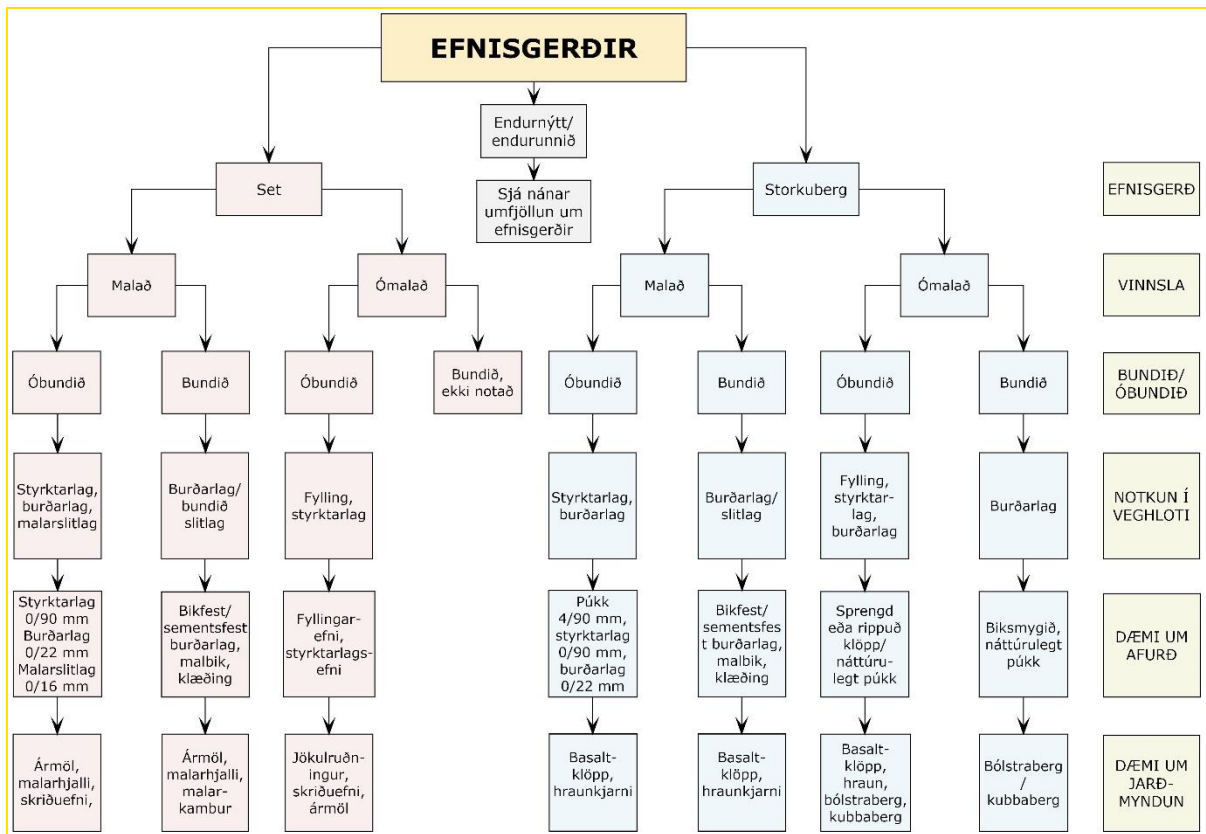 EFNISGERÐIR
Endurnýtt/
endurunnið
Sjá nánar
umfjöllun um
efnisgerðir
Set
Storkuberg
EFNISGERÐ
Malað
Ómalað
Malað
Ómalað
VINNSLA
Óbundið
Bundið
Óbundið
Bundið,
ekki notað
Óbundið
Bundið
Óbundið
Bundið
BUNDIÐ/
ÓBUNDIÐ
Styrktarlag,
burðarlag,
malarslitlag
Burðarlag/
bundið
slitlag
Fylling,
styrktarlag
Styrktarlag,
burðarlag
Burðarlag/
slitlag
Fylling,
styrktar-
lag,
burðarlag
Burðarlag
NOTKUN Í
VEGHLOTI
Styrktarlag
0/90 mm
Burðarlag
0/22 mm
Malarslitlag
0/16 mm
Bikfest/
sementsfest
burðarlag,
malbik,
klæðing
Fyllingar-
efni,
styrktarlags-
efni
Púkk
4/90 mm,
styrktarlag
0/90 mm,
burðarlag
0/22 mm
Bikfest/
sementsfes
t burðarlag,
malbik,
klæðing
Sprengd
eða rippuð
klöpp/
náttúru-
legt púkk
Biksmygið,
náttúrulegt
púkk
DÆMI UM
AFURÐ
Ármöl,
malarhjalli,
skriðuefni,
Ármöl,
malarhjalli,
malar-
kambur
Jökulruðn-
ingur,
skriðuefni,
ármöl
Basalt-
klöpp,
hraunkjarni
Basalt-
klöpp,
hraunkjarni
Basalt-
klöpp,
hraun,
bólstraberg,
kubbaberg
Bólstraberg
/
kubbaberg
DÆMI UM
JARÐ-
MYNDUN